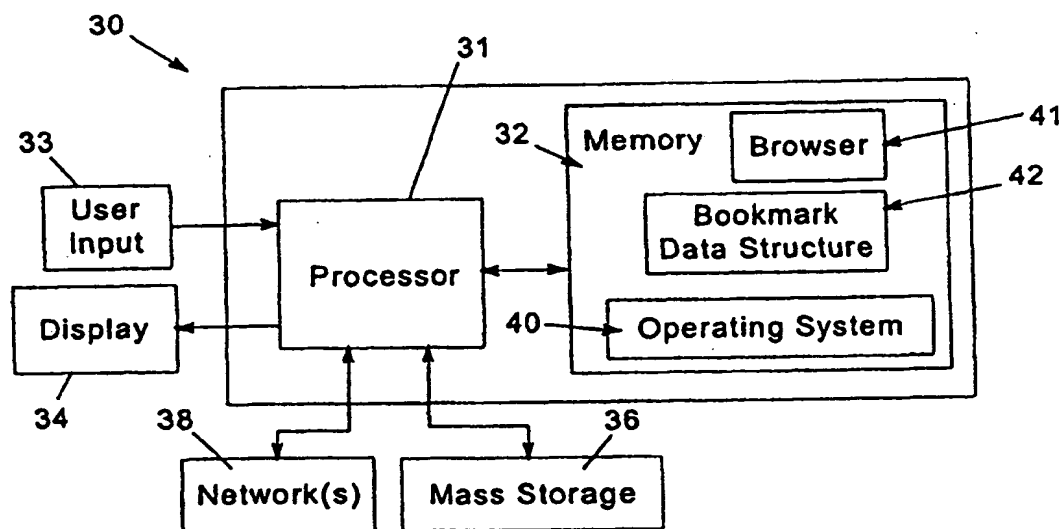 30
31
33
User
Input
32
Memory
Browser
41
42
Bookmark
Data Structure
Processor
Display
40
Operating System
34
38
36
Network(s)
Mass Storage